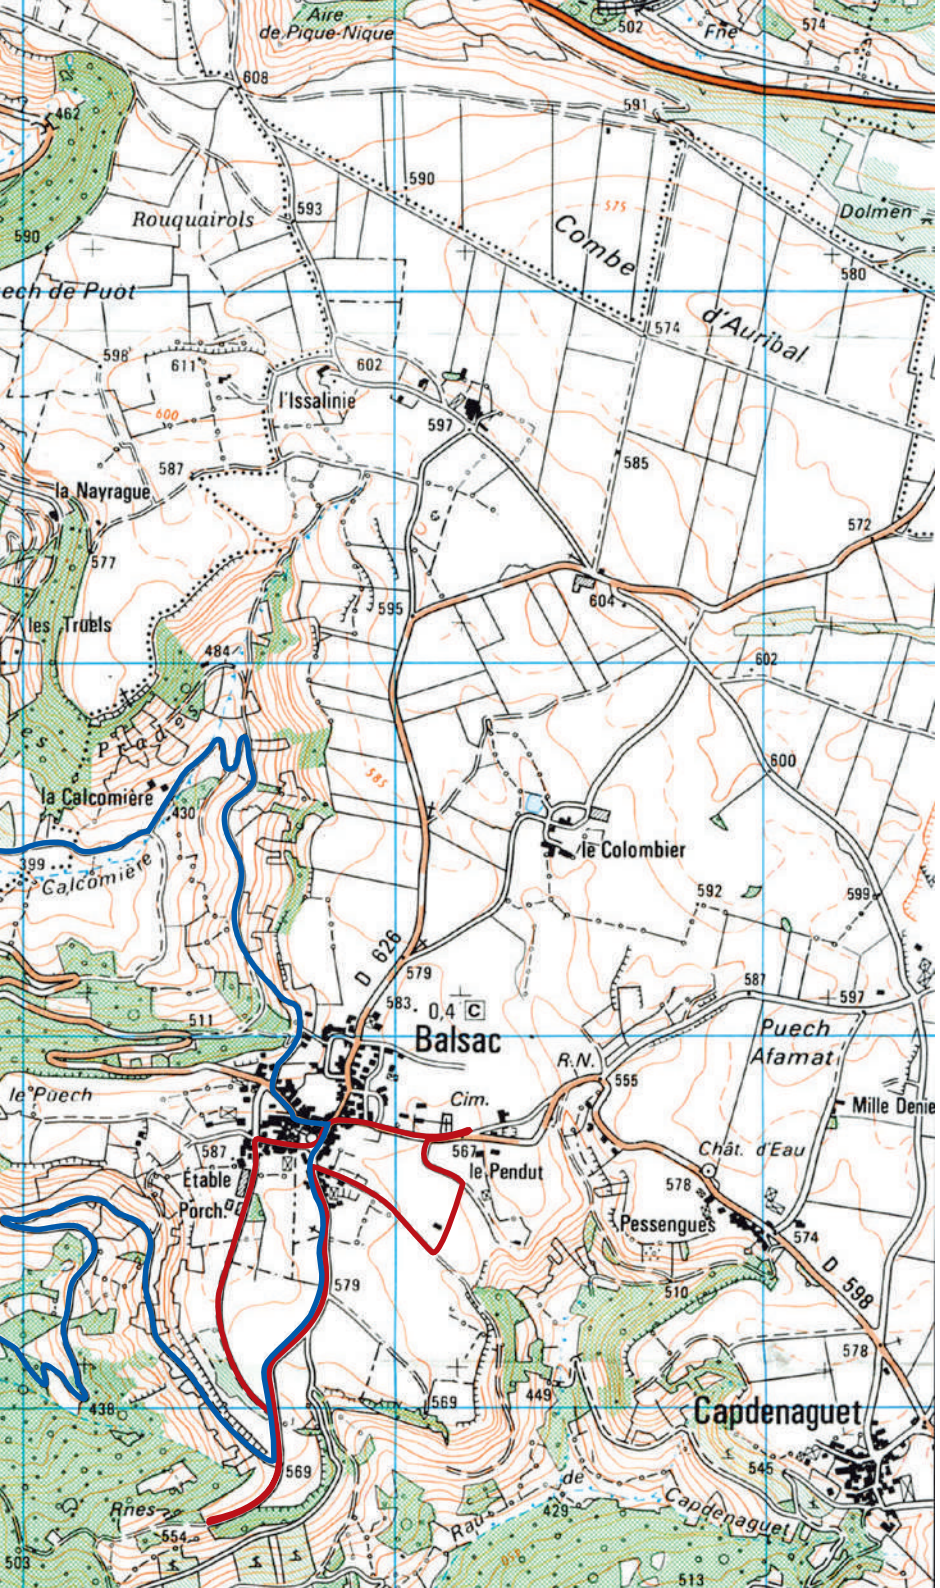 Aire
de Pique-Nique
502
Fne
574
608
462
591
590
593
Rouquairols
575
Combe
Dolmen
590
580
ech de Puot
574
d'Auribal
598
611
602
600
l'Issalinie
597
587
585
la Nayrague
572
577
595
604
les Truels
484
602
es
Prados
585
600
la Calcomière
430
le Colombier
399
Calcomière
592
599
D 626
579
583
587
597
0,4 C
511
Balsac
Puech
Afamat
R.N.
555
le Puech
Cim.
Mille Denie
587
567
Chât. d'Eau
Étable
le Pendut
578
Porch.
Pessengues
574
579
510
D 598
578
438
569
449
Capdenaguet
569
545
Rnes
de
554
Rau
429
Capdenaguet
503
513